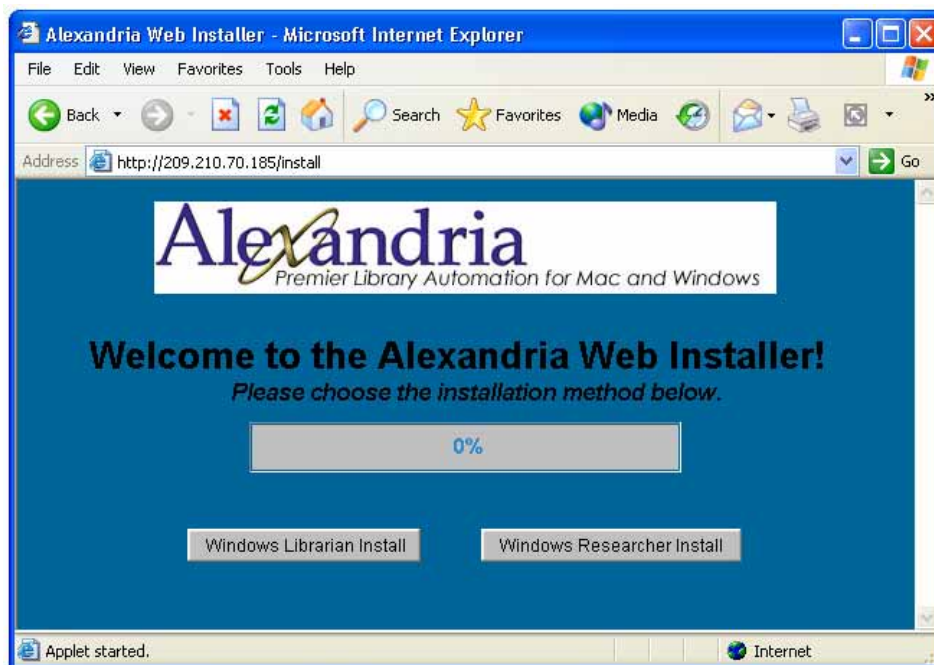 Alexandria Web Installer - Microsoft Internet Explorer
File Edit View Favorites Tools Help
Back Search Favorites Media »
Address http://209.210.70.185/install Go
Alexandria
Premier Library Automation for Mac and Windows
Welcome to the Alexandria Web Installer!
Please choose the installation method below.
0%
Windows Librarian Install Windows Researcher Install
Applet started. Internet